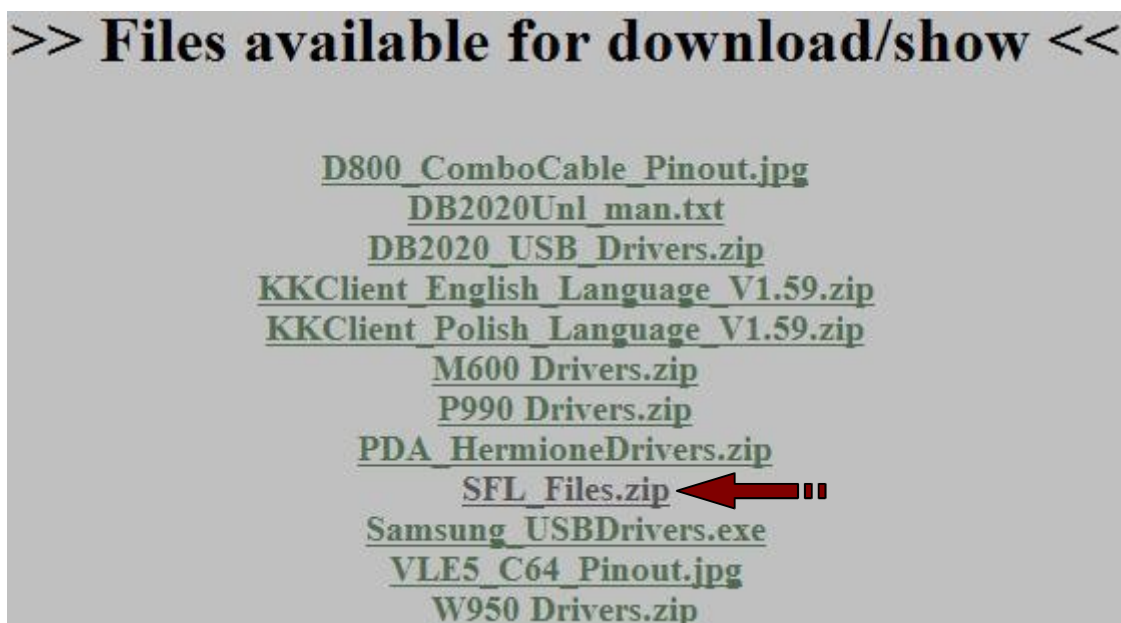 >> Files available for download/show <<
D800_ComboCable_Pinout.jpg
DB2020Unl_man.txt
DB2020_USB_Drivers.zip
KKClient_English_Language_V1.59.zip
KKClient_Polish_Language_V1.59.zip
M600 Drivers.zip
P990 Drivers.zip
PDA_HermioneDrivers.zip
SFL_Files.zip
Samsung_USBDrivers.exe
VLE5_C64_Pinout.jpg
W950 Drivers.zip